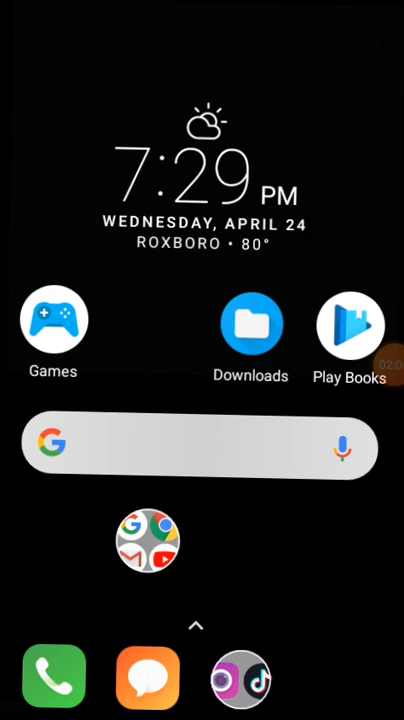 7:29 PM
WEDNESDAY, APRIL 24
ROXBORO • 80°
Games
Downloads
Play Books